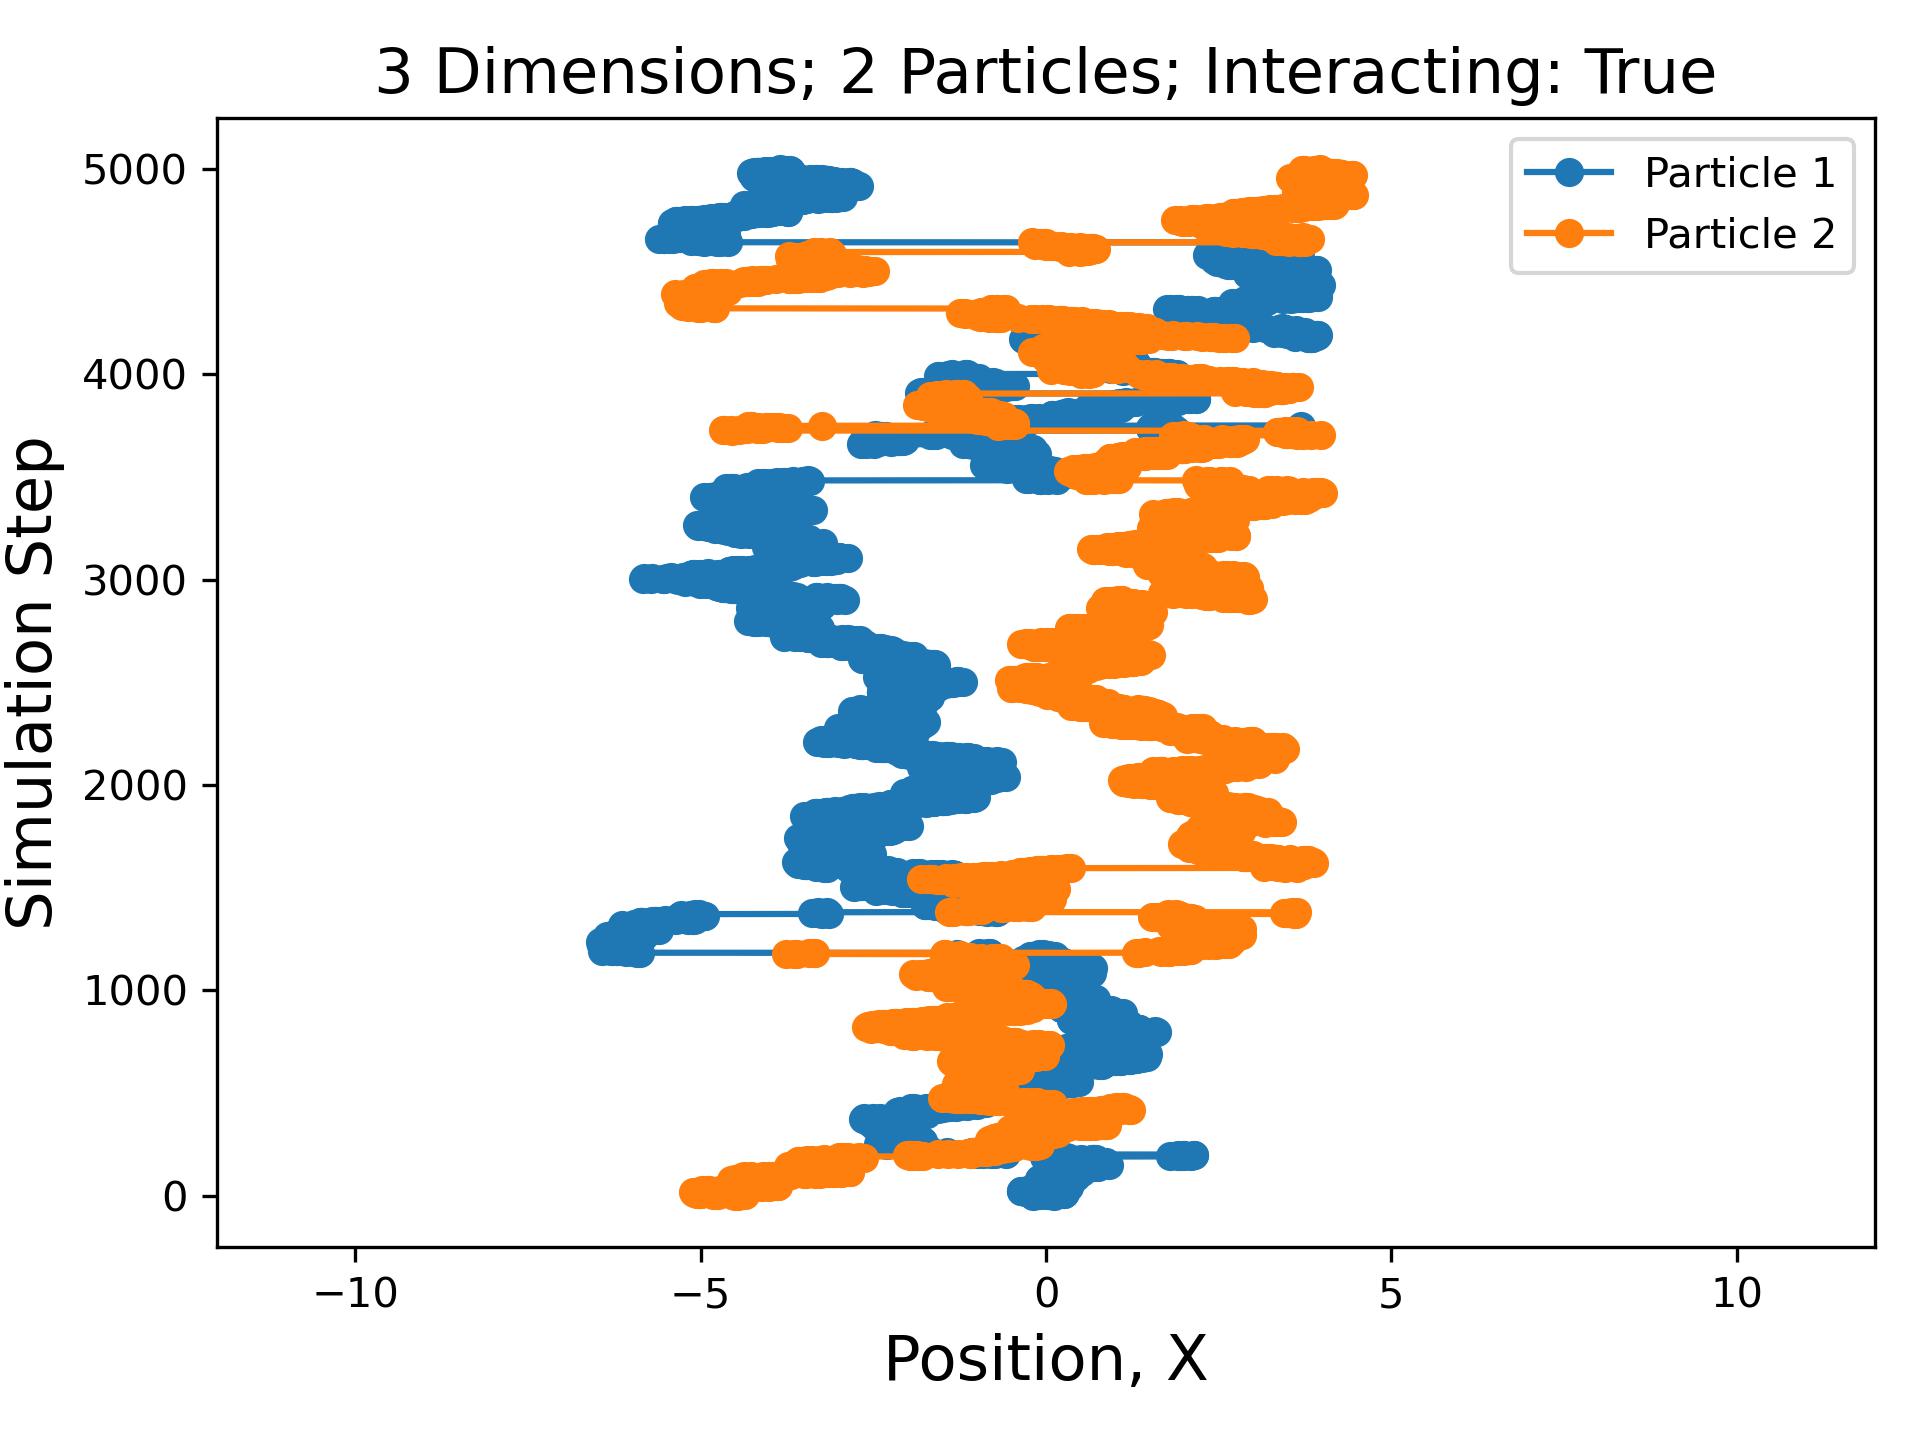 3 Dimensions; 2 Particles; Interacting: True
Particle 1
Particle 2
Simulation Step
5000
4000
3000
2000
1000
0
−10
−5
0
5
10
Position, X